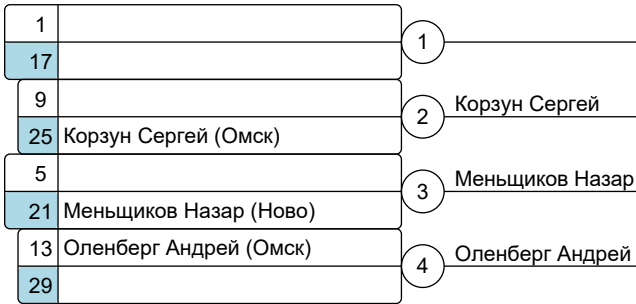 1
1
17
9
2 Корзун Сергей
25 Корзун Сергей (Омск)
5
3 Меньщиков Назар
21 Меньщиков Назар (Ново)
13 Оленберг Андрей (Омск)
4 Оленберг Андрей
29